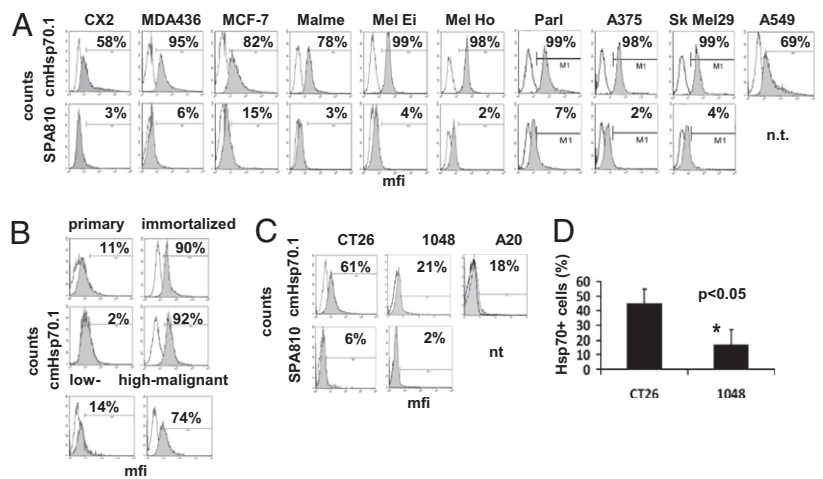 A
CX2 MDA436 MCF-7 Malme Mel Ei Mel Ho Parl A375 Sk Mel29 A549
counts
cmHsp70.1
58% 95% 82% 78% 99% 98% 99% 98% 99% 69%
M1 M1 M1
SPA810
3% 6% 15% 3% 4% 2% 7% 2% 4% n.t.
M1 M1 M1
mfi
B
primary immortalized
11% 90%
counts
cmHsp70.1
2% 92%
low- high-malignant
14% 74%
mfi
C
CT26 1048 A20
counts
cmHsp70.1
61% 21% 18%
SPA810
6% 2% nt
mfi
D
Hsp70+ cells (%)
60
50
40
30
20
10
0
p<0.05
*
CT26 1048